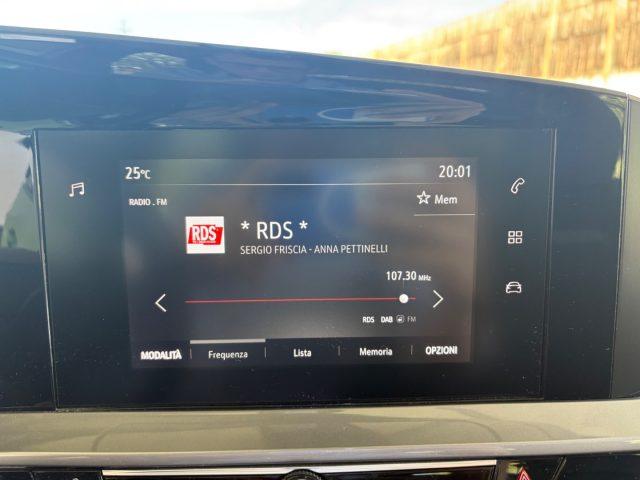 25°C 20:01
RADIO . FM
Mem
RDS
* RDS *
SERGIO FRISCIA - ANNA PETTINELLI
107.30 MHz
RDS DAB FM
MODALITÀ Frequenza Lista Memoria OPZIONI